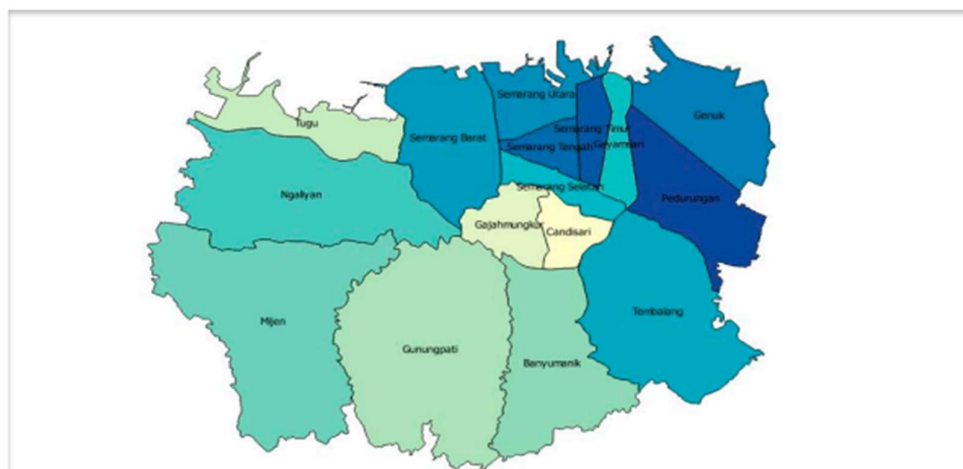 Semarang Utara
Genuk
Tugu
Semarang Timur
Semarang Barat
Semarang Tengah
Gayamsari
Semarang Selatan
Ngaliyan
Pedurungan
Gajahmungkur
Candisari
Tembalang
Mijen
Gunungpati
Banyumanik